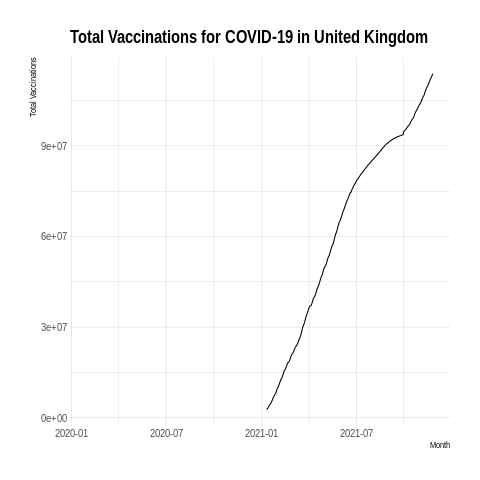 Total Vaccinations for COVID-19 in United Kingdom
Total Vaccinations
9e+07
6e+07
3e+07
0e+00
2020-01
2020-07
2021-01
2021-07
Month